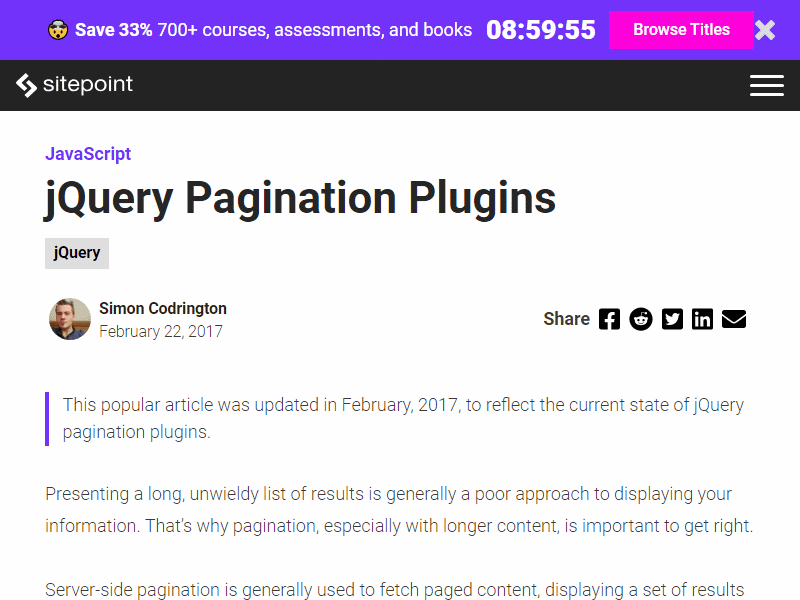 Save 33% 700+ courses, assessments, and books 08:59:55 Browse Titles
sitepoint
JavaScript
jQuery Pagination Plugins
jQuery
Simon Codrington
February 22, 2017
Share
This popular article was updated in February, 2017, to reflect the current state of jQuery
pagination plugins.
Presenting a long, unwieldy list of results is generally a poor approach to displaying your
information. That’s why pagination, especially with longer content, is important to get right.
Server-side pagination is generally used to fetch paged content, displaying a set of results